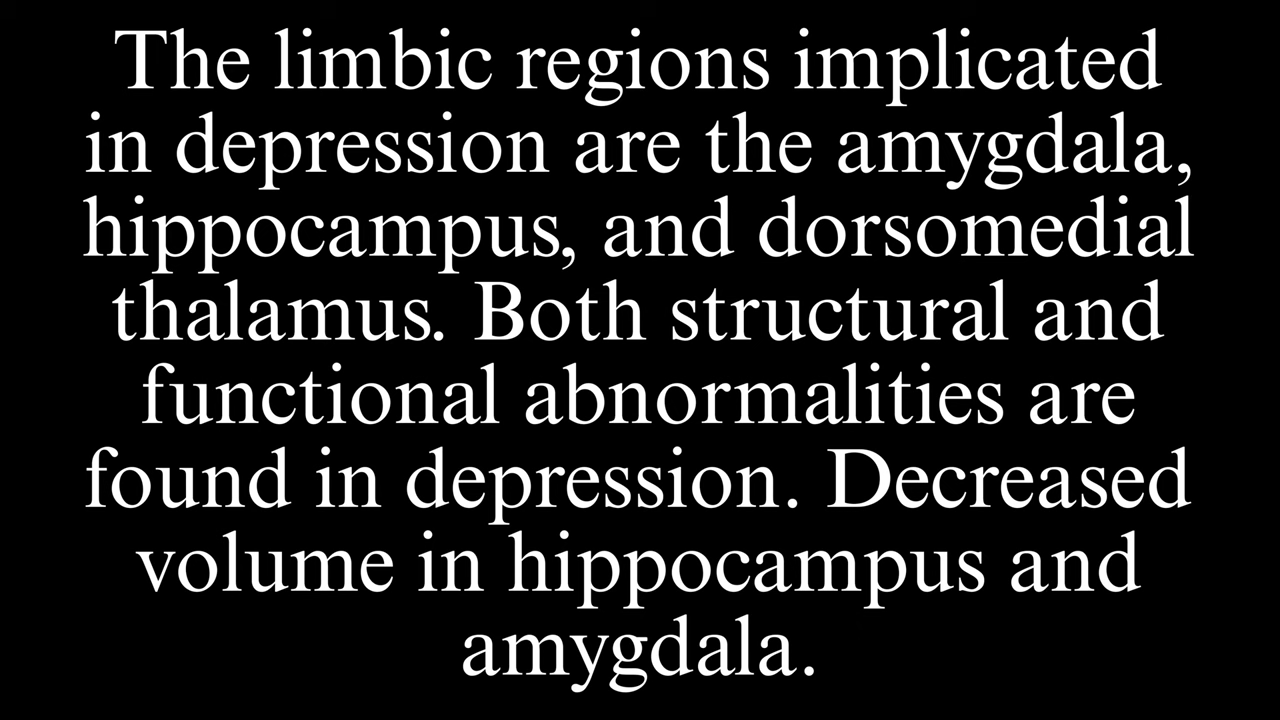 The limbic regions implicated
in depression are the amygdala,
hippocampus, and dorsomedial
thalamus. Both structural and
functional abnormalities are
found in depression. Decreased
volume in hippocampus and
amygdala.